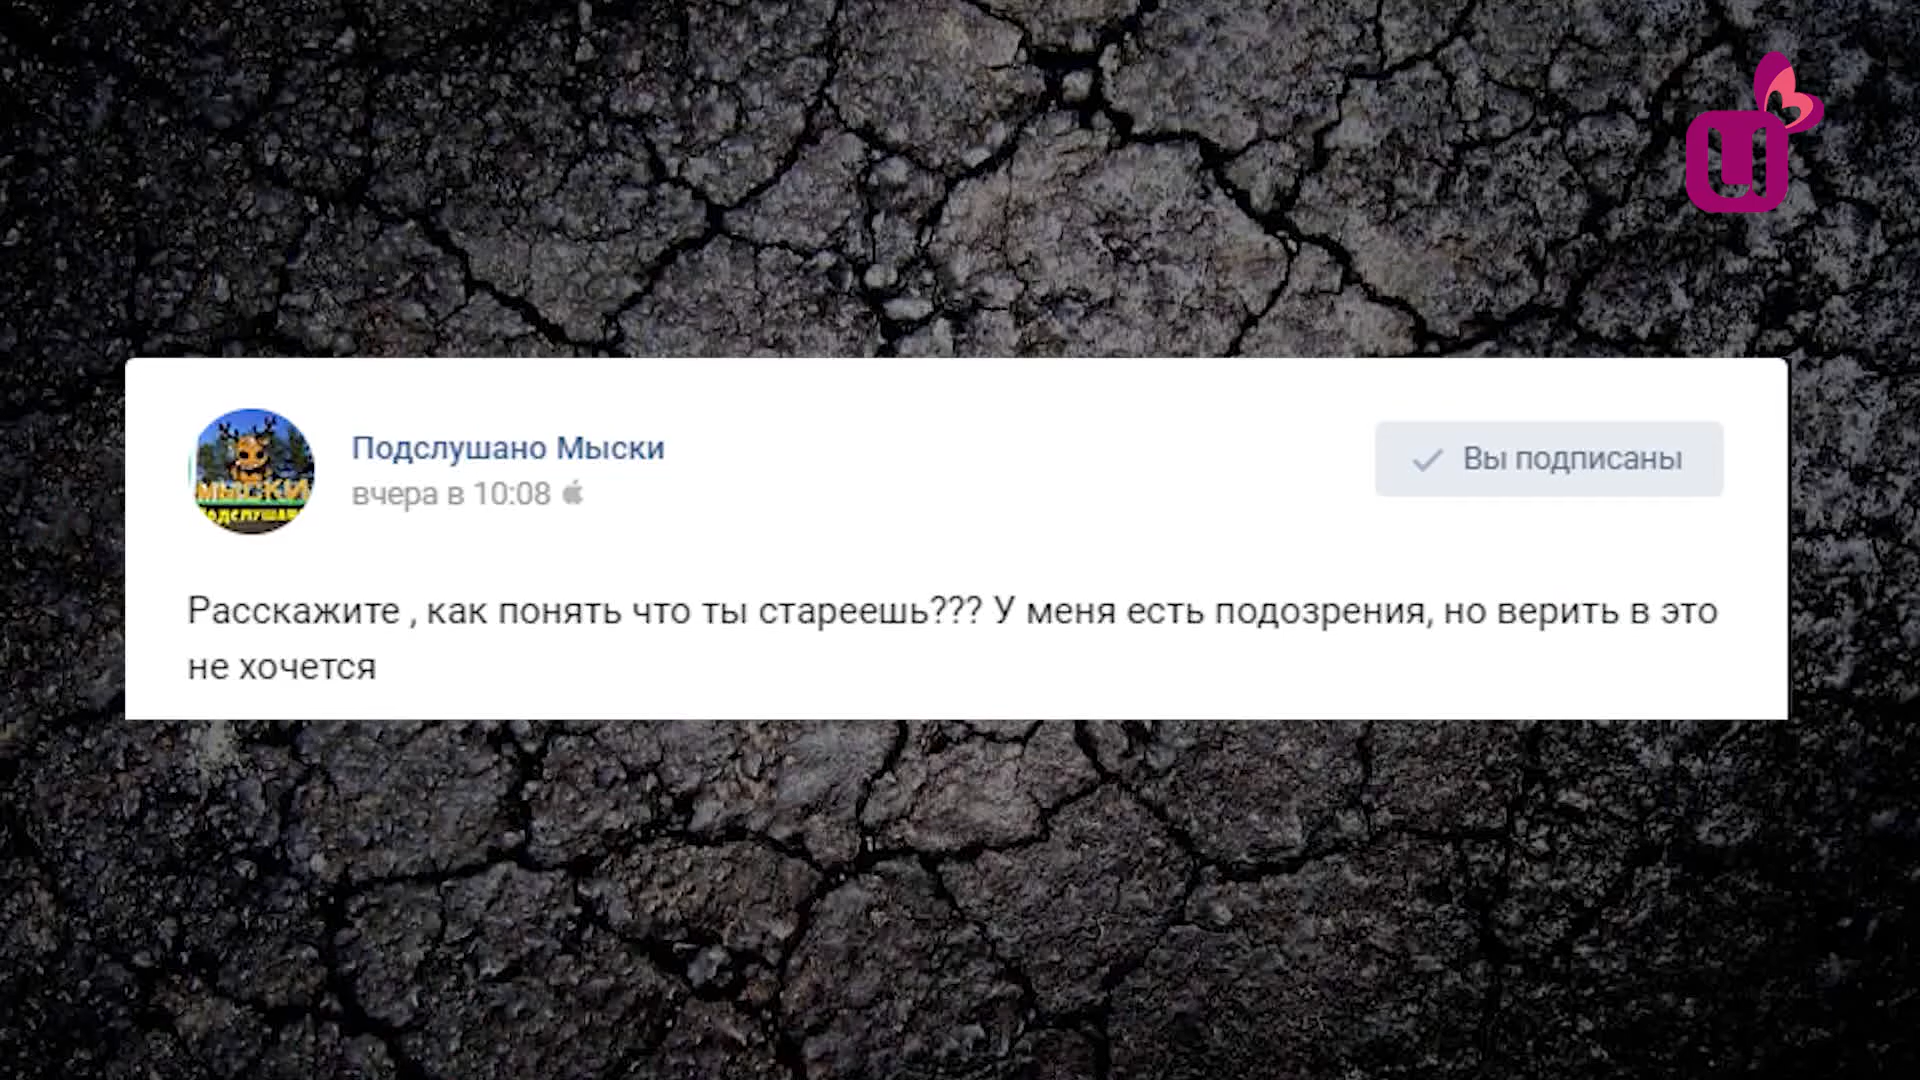 Подслушано Мыски
вчера в 10:08
Вы подписаны
МЫСКИ
Расскажите , как понять что ты стареешь??? У меня есть подозрения, но верить в это
не хочется